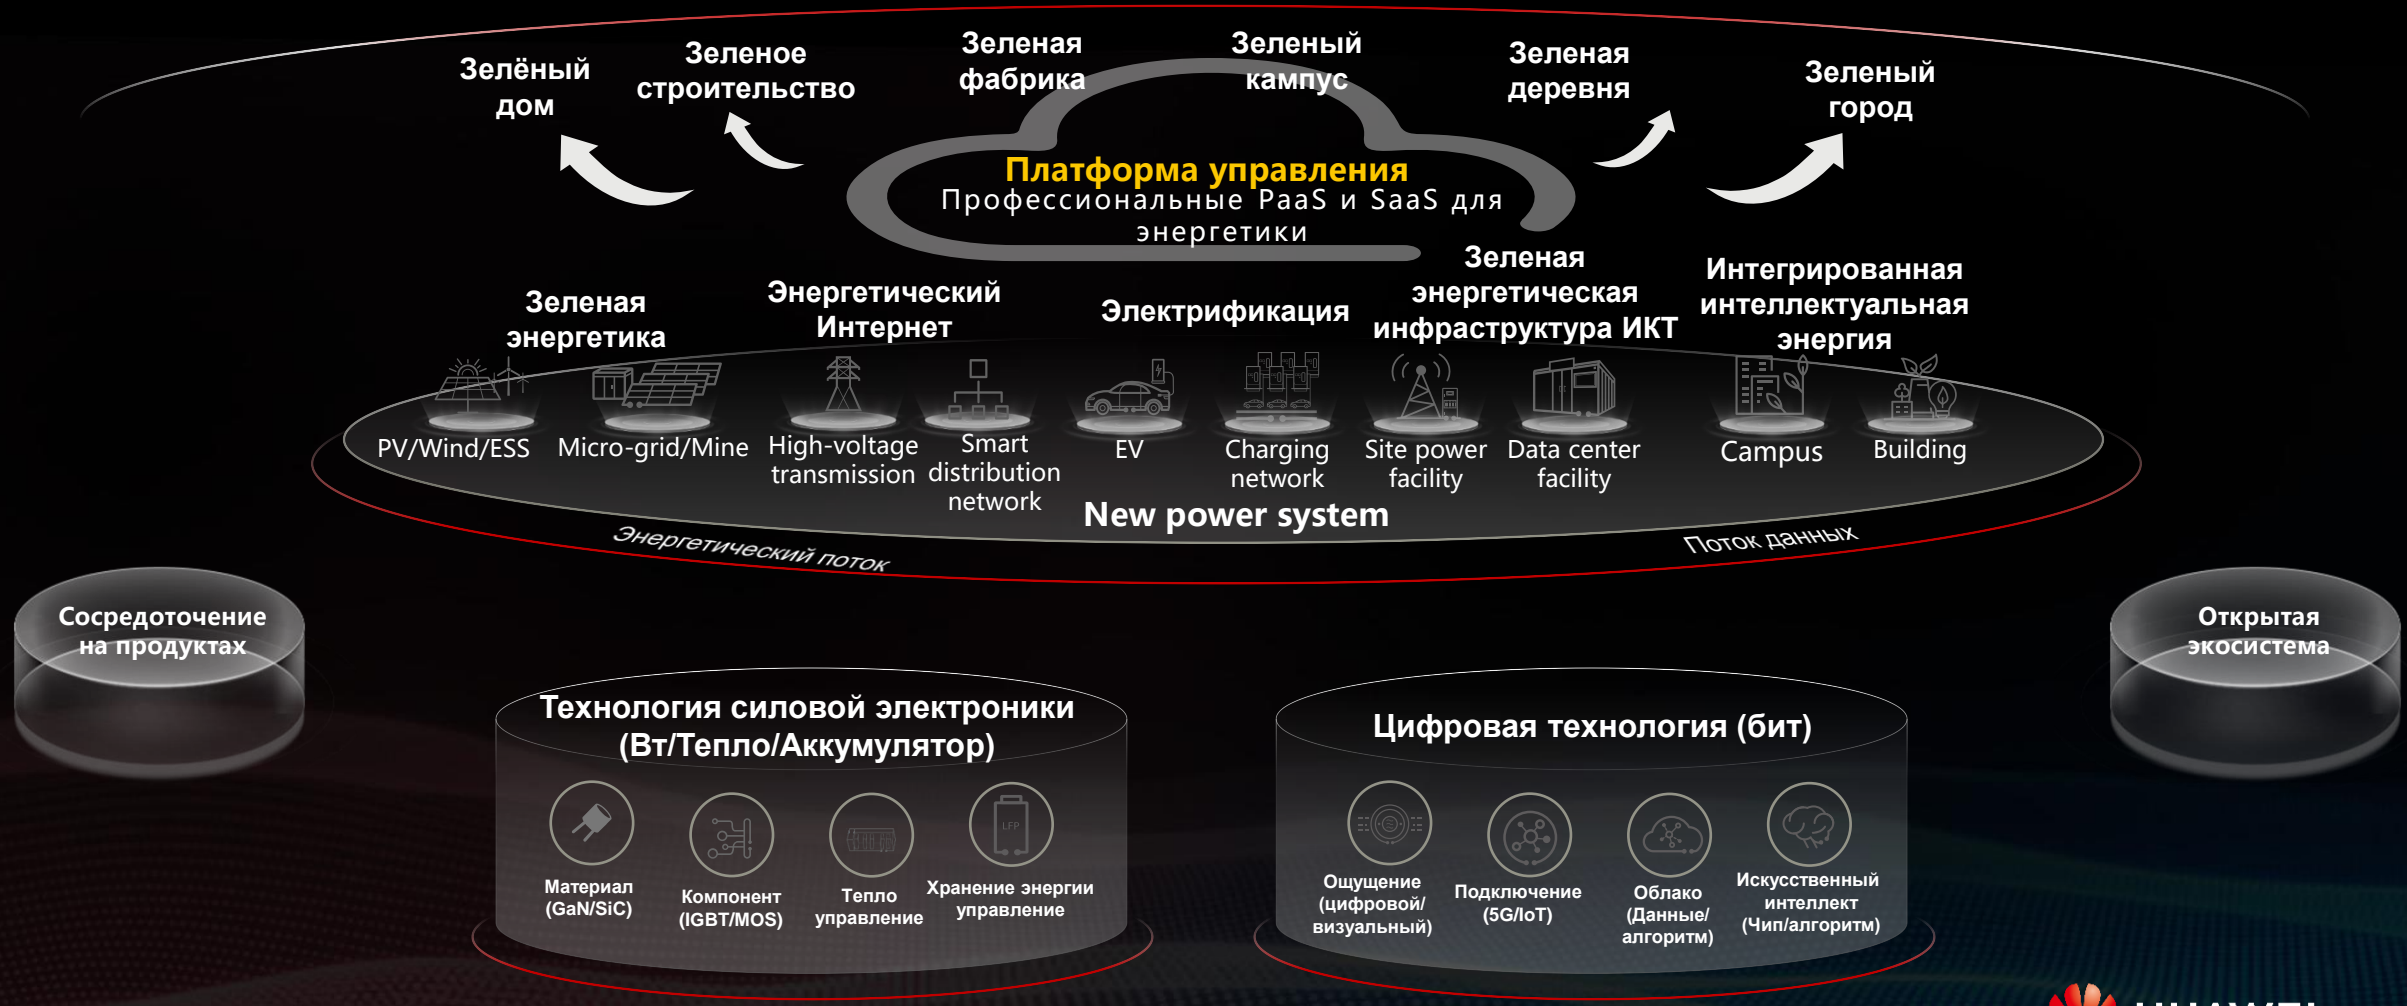 Зелёный
дом
Зеленое
строительство
Зеленая
фабрика
Зеленый
кампус
Зеленая
деревня
Зеленый
город
Платформа управления
Профессиональные PaaS и SaaS для
энергетики
Зеленая
энергетика
Энергетический
Интернет
Электрификация
Зеленая
энергетическая
инфраструктура ИКТ
Интегрированная
интеллектуальная
энергия
PV/Wind/ESS
Micro-grid/Mine
High-voltage
transmission
Smart
distribution
network
EV
Charging
network
Site power
facility
Data center
facility
Campus
Building
New power system
Энергетический поток
Поток данных
Сосредоточение
на продуктах
Открытая
экосистема
Технология силовой электроники
(Вт/Тепло/Аккумулятор)
LFP
Материал
(GaN/SiC)
Компонент
(IGBT/MOS)
Тепло
управление
Хранение энергии
управление
Цифровая технология (бит)
Ощущение
(цифровой/
визуальный)
Подключение
(5G/IoT)
Облако
(Данные/
алгоритм)
Искусственный
интеллект
(Чип/алгоритм)
HUAWEI